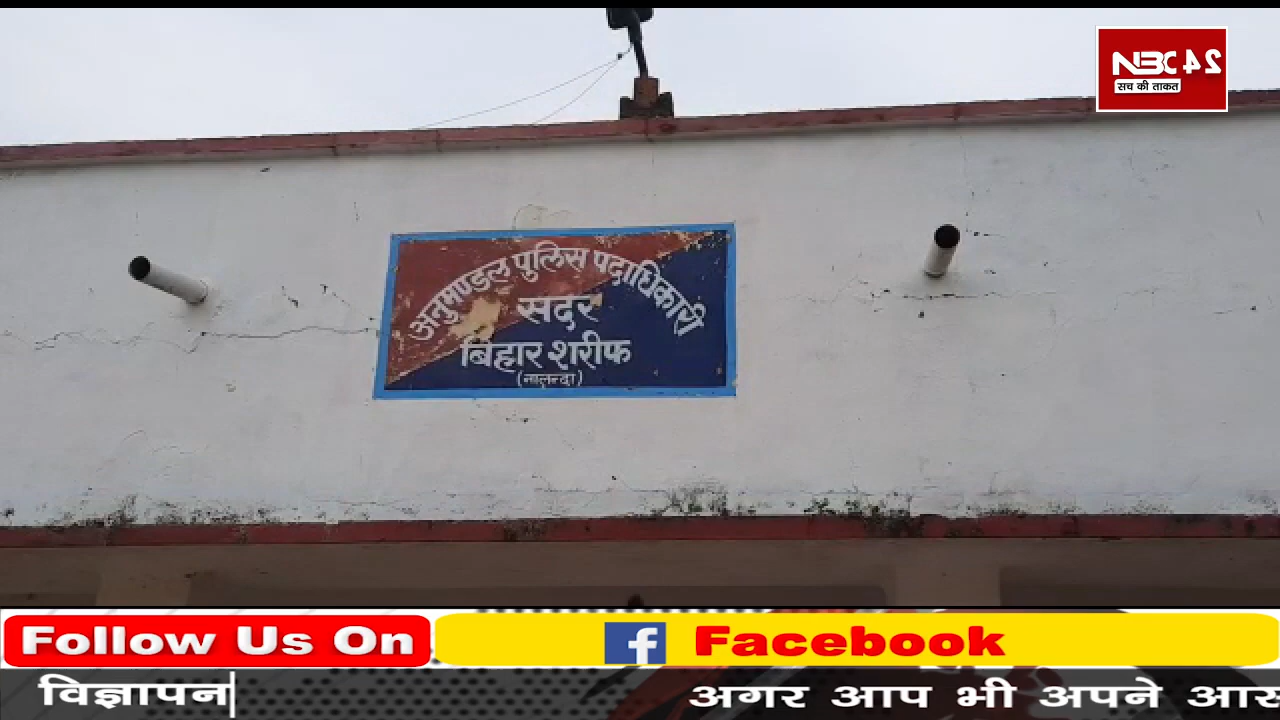 NBC 24
सच की ताकत
अनुमण्डल पुलिस पदाधिकारी
सदर
बिहार शरीफ
(नालन्दा)
Follow Us On
f Facebook
विज्ञापन
अगर आप भी अपने आस